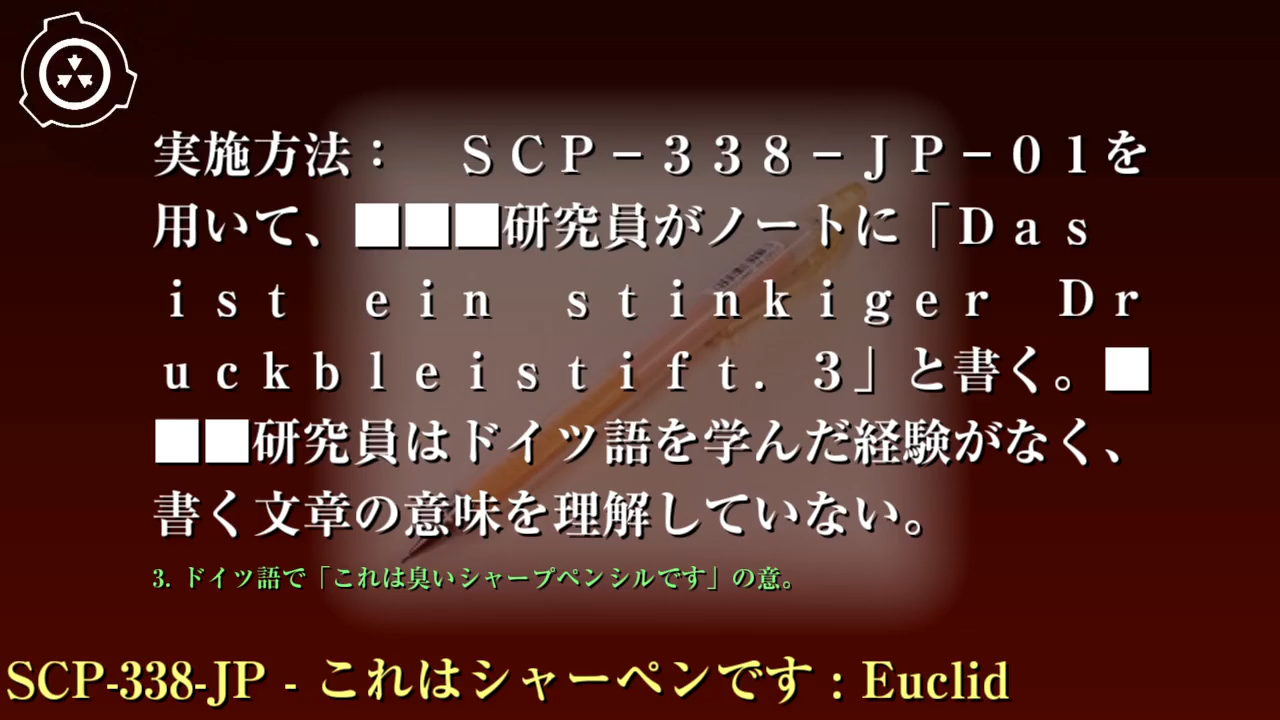 実施方法：　ＳＣＰ－３３８－ＪＰ－０１を
用いて、■■■研究員がノートに「Ｄａｓ
ｉｓｔ　ｅｉｎ　ｓｔｉｎｋｉｇｅｒ　Ｄｒ
ｕｃｋｂｌｅｉｓｔｉｆｔ．３」と書く。■
■■研究員はドイツ語を学んだ経験がなく、
書く文章の意味を理解していない。
3. ドイツ語で「これは臭いシャープペンシルです」の意。
SCP-338-JP - これはシャーペンです : Euclid